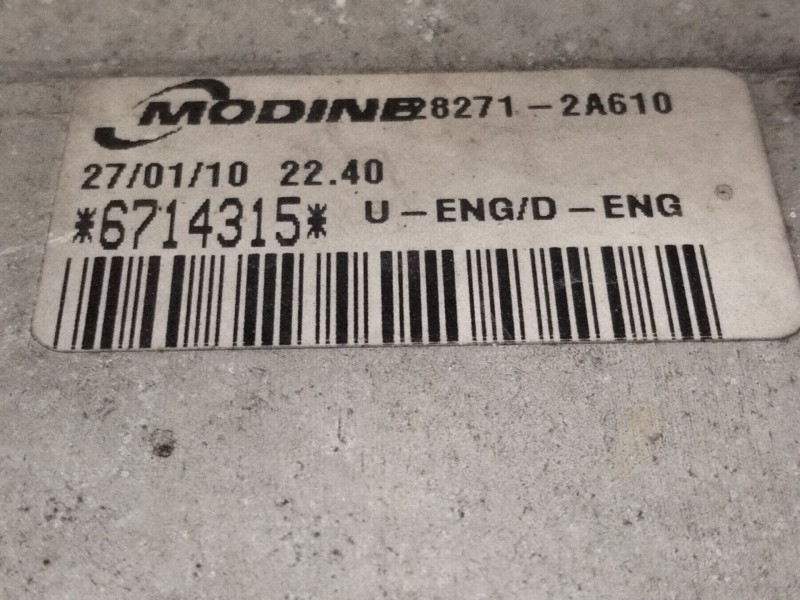 MODINE 28271-2A610
27/01/10 22.40
*6714315* U-ENG/D-ENG